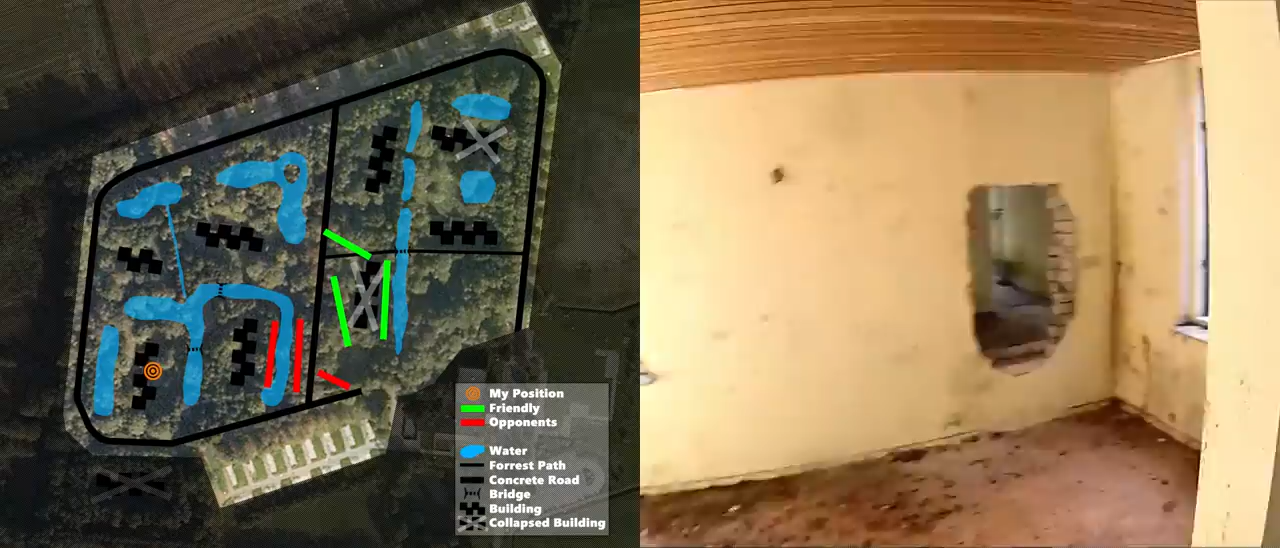 My Position
Friendly
Opponents
Water
Forrest Path
Concrete Road
Bridge
Building
Collapsed Building